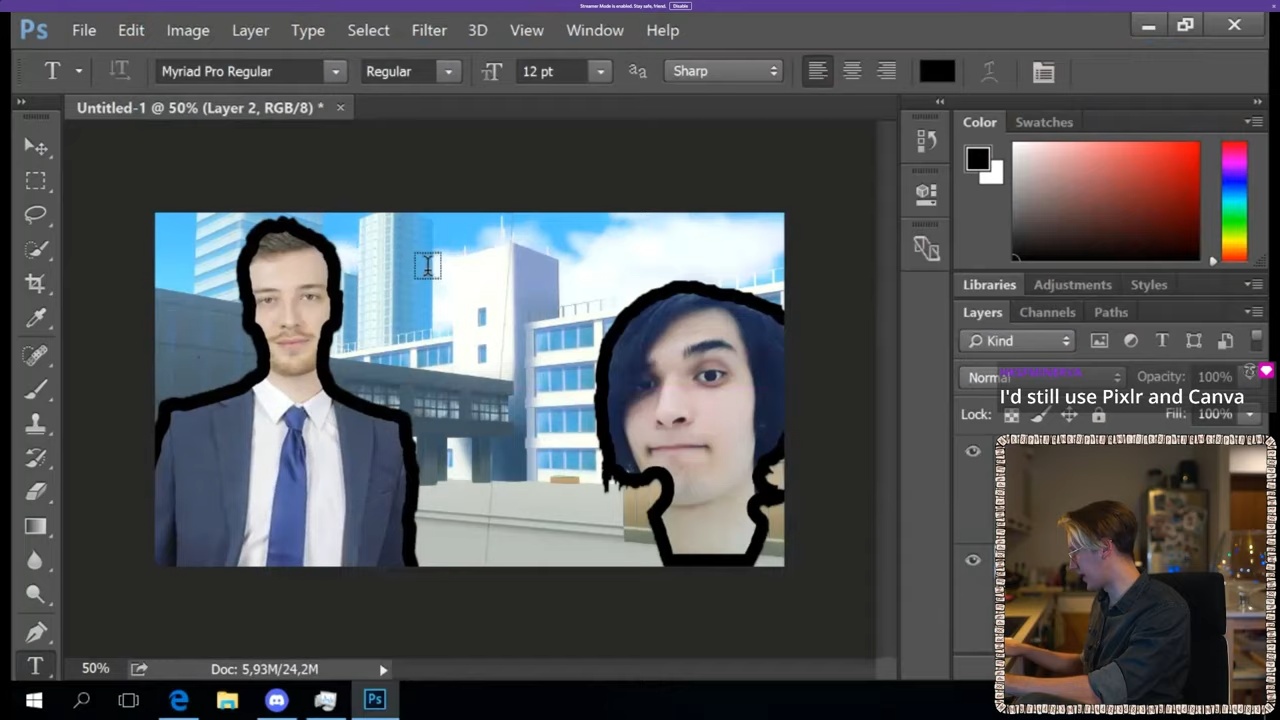 Streamer Mode is enabled. Stay safe, friend. Disable
Ps File Edit Image Layer Type Select Filter 3D View Window Help
T Myriad Pro Regular Regular 12 pt Sharp
Untitled-1 @ 50% (Layer 2, RGB/8) *
Color Swatches
Libraries Adjustments Styles
Layers Channels Paths
Kind
Normal Opacity: 100%
I'd still use Pixlr and Canva
Lock: Fill: 100%
50% Doc: 5,93M/24,2M
Ps